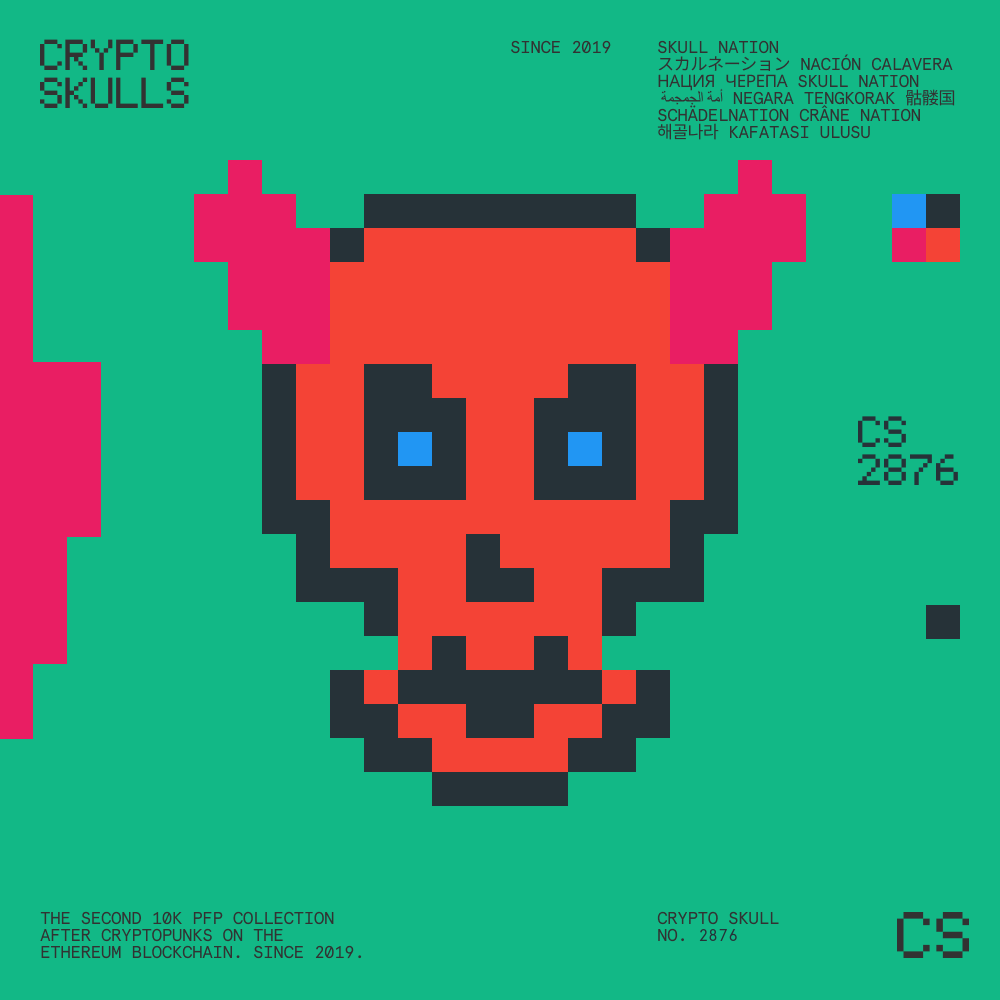 CRYPTO
SKULLS
SINCE 2019
SKULL NATION
スカルネーション NACIÓN CALAVERA
НАЦИЯ ЧЕРЕПА SKULL NATION
أمة الجمجمة NEGARA TENGKORAK 骷髅国
SCHÄDELNATION CRÂNE NATION
해골나라 KAFATASI ULUSU
CS
2876
THE SECOND 10K PFP COLLECTION
AFTER CRYPTOPUNKS ON THE
ETHEREUM BLOCKCHAIN. SINCE 2019.
CRYPTO SKULL
NO. 2876
CS